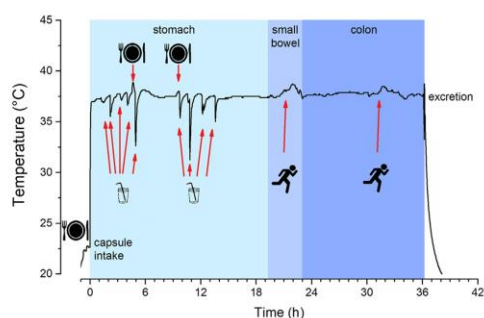 stomach
small
bowel
colon
45
40
35
30
25
20
Temperature (°C)
capsule
intake
excretion
0 6 12 18 24 30 36 42
Time (h)